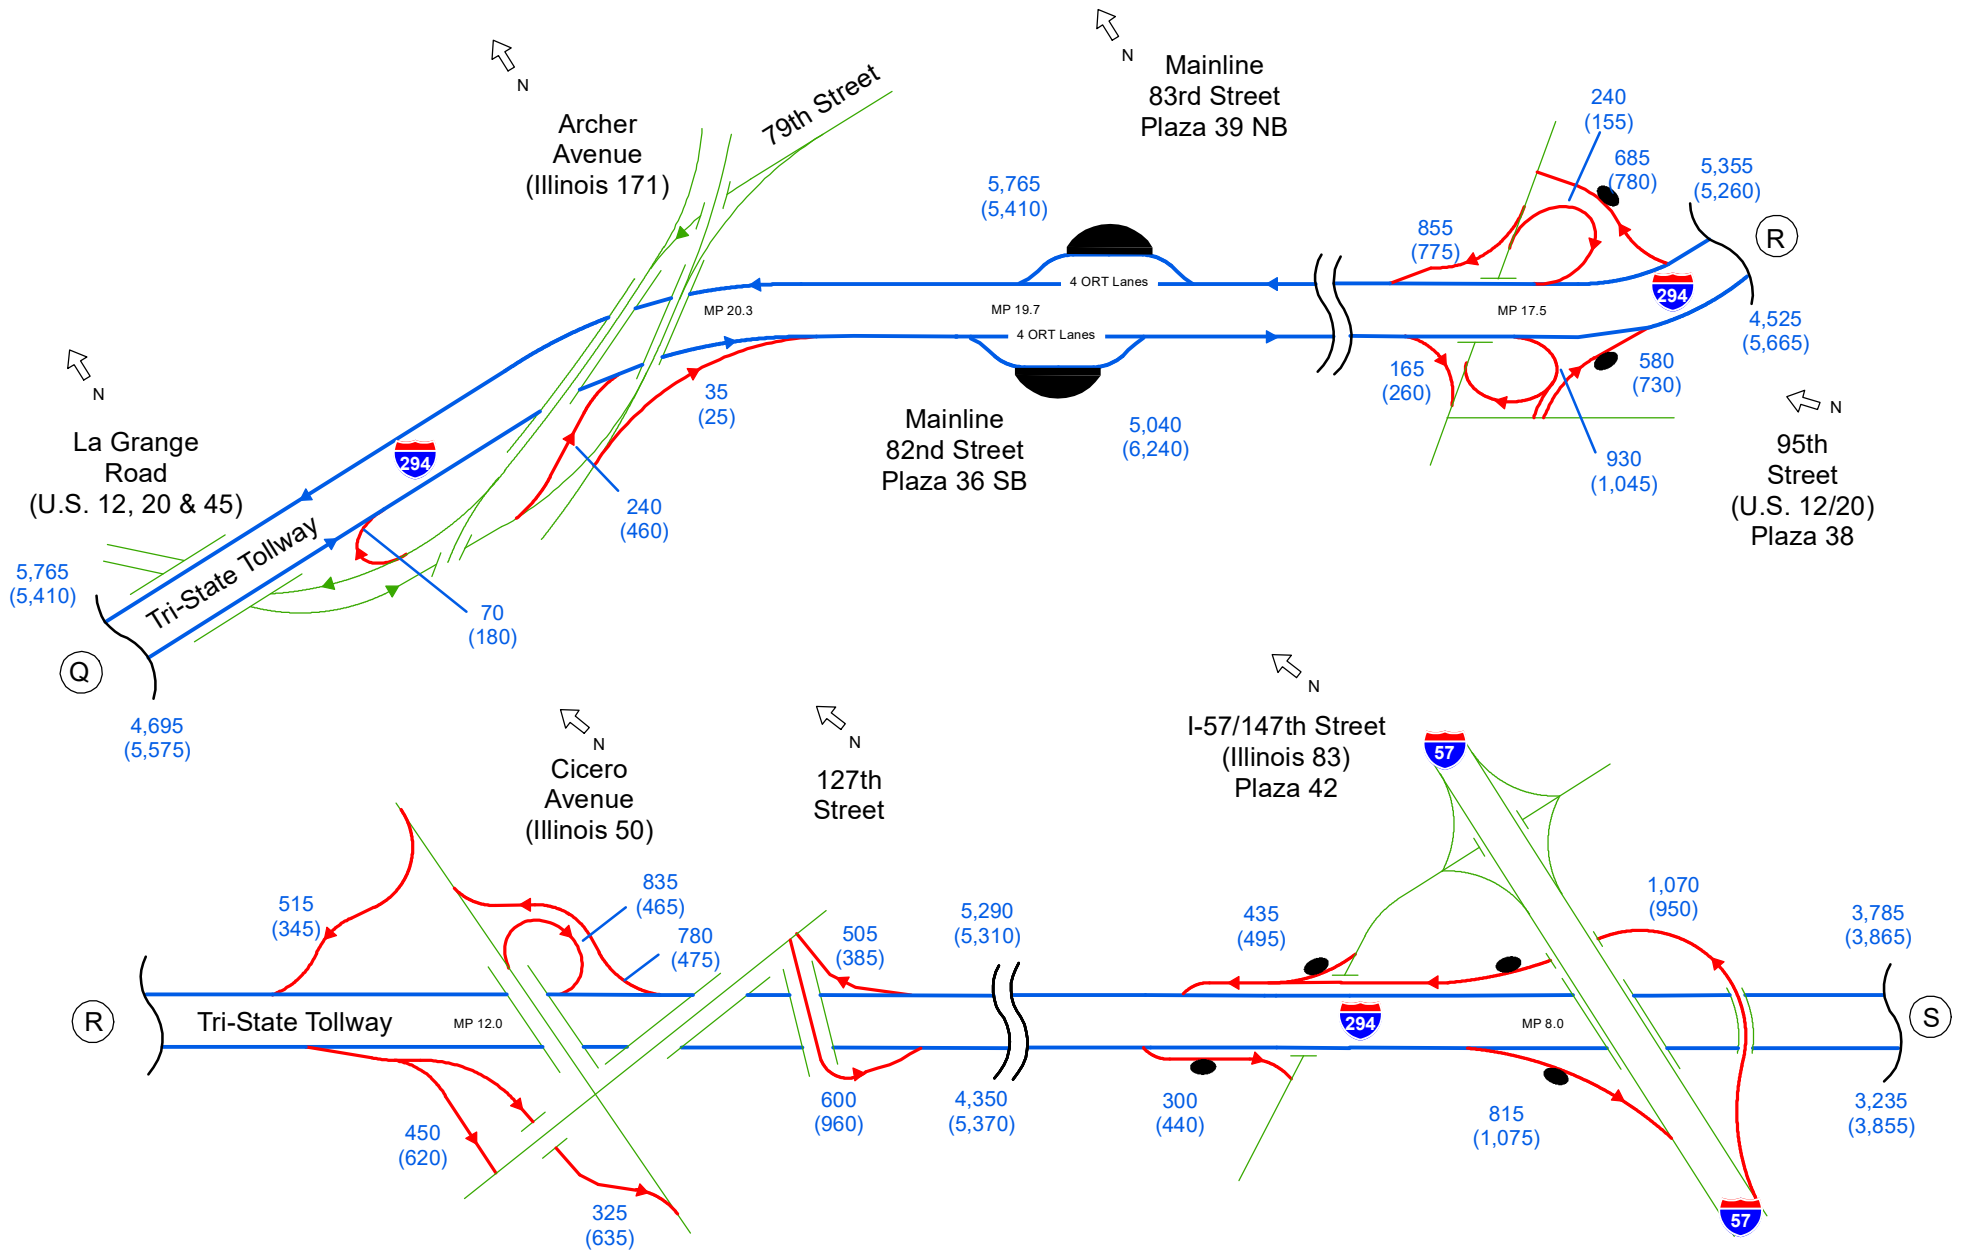 N
Mainline
83rd Street
Plaza 39 NB
N
Archer
Avenue
(Illinois 171)
79th Street
240
(155)
685
(780)
5,355
(5,260)
R
5,765
(5,410)
855
(775)
4 ORT Lanes
294
MP 20.3
MP 19.7
MP 17.5
4 ORT Lanes
4,525
(5,665)
N
35
(25)
165
(260)
580
(730)
N
La Grange
Road
(U.S. 12, 20 & 45)
294
Mainline
82nd Street
Plaza 36 SB
5,040
(6,240)
930
(1,045)
95th
Street
(U.S. 12/20)
Plaza 38
240
(460)
Tri-State Tollway
5,765
(5,410)
70
(180)
Q
4,695
(5,575)
N
Cicero
Avenue
(Illinois 50)
N
127th
Street
N
I-57/147th Street
(Illinois 83)
Plaza 42
57
515
(345)
835
(465)
780
(475)
505
(385)
5,290
(5,310)
435
(495)
1,070
(950)
3,785
(3,865)
R
Tri-State Tollway
MP 12.0
294
MP 8.0
S
450
(620)
600
(960)
4,350
(5,370)
300
(440)
815
(1,075)
3,235
(3,855)
325
(635)
57